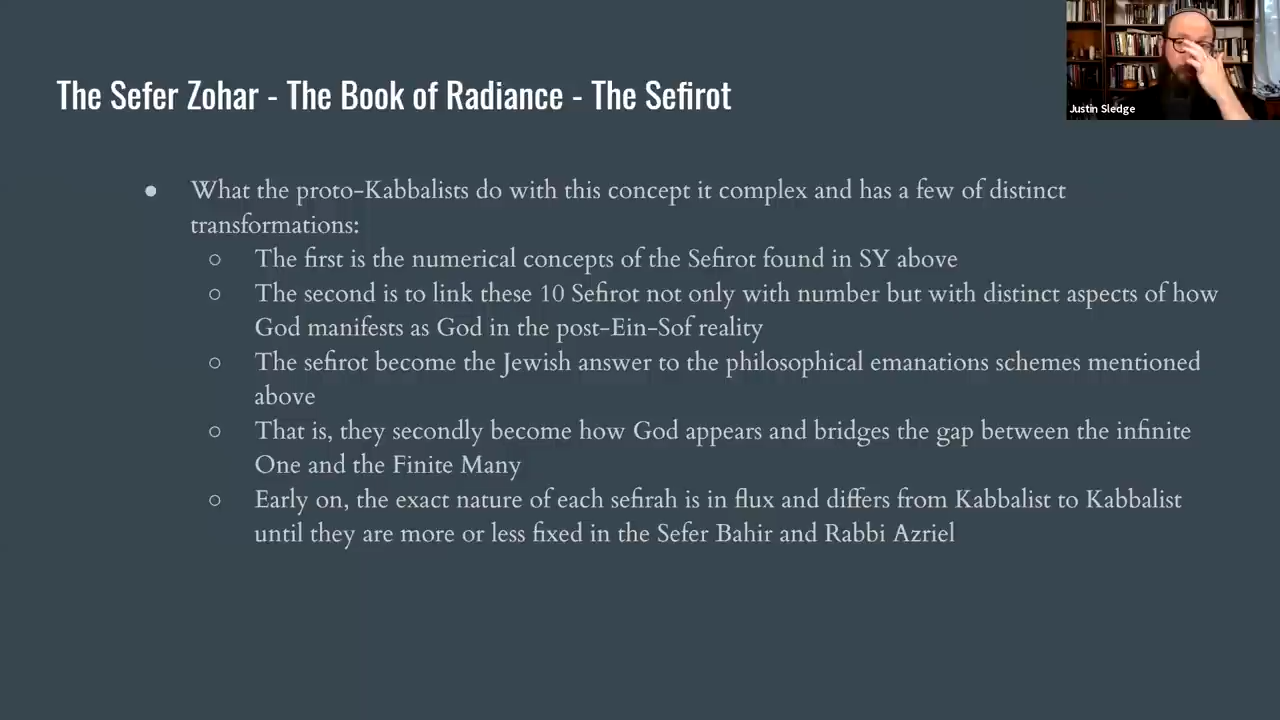 The Sefer Zohar - The Book of Radiance - The Sefirot
Justin Sledge
● What the proto-Kabbalists do with this concept it complex and has a few of distinct
transformations:
○ The first is the numerical concepts of the Sefirot found in SY above
○ The second is to link these 10 Sefirot not only with number but with distinct aspects of how
God manifests as God in the post-Ein-Sof reality
○ The sefirot become the Jewish answer to the philosophical emanations schemes mentioned
above
○ That is, they secondly become how God appears and bridges the gap between the infinite
One and the Finite Many
○ Early on, the exact nature of each sefirah is in flux and differs from Kabbalist to Kabbalist
until they are more or less fixed in the Sefer Bahir and Rabbi Azriel